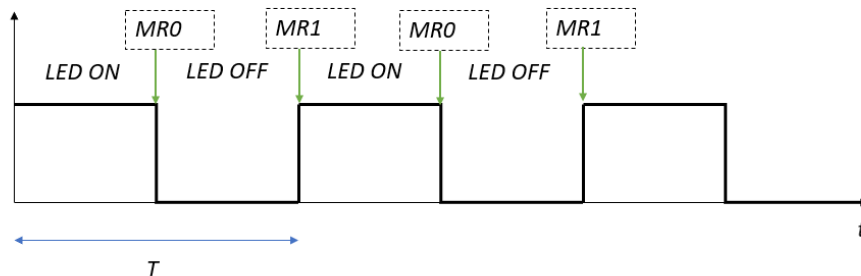 MR0 MR1 MR0 MR1
LED ON LED OFF LED ON LED OFF
t
T